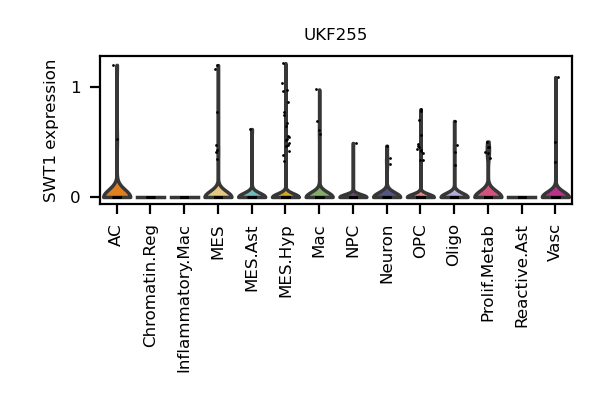 UKF255
SWT1 expression
1
0
AC
Chromatin.Reg
Inflammatory.Mac
MES
MES.Ast
MES.Hyp
Mac
NPC
Neuron
OPC
Oligo
Prolif.Metab
Reactive.Ast
Vasc